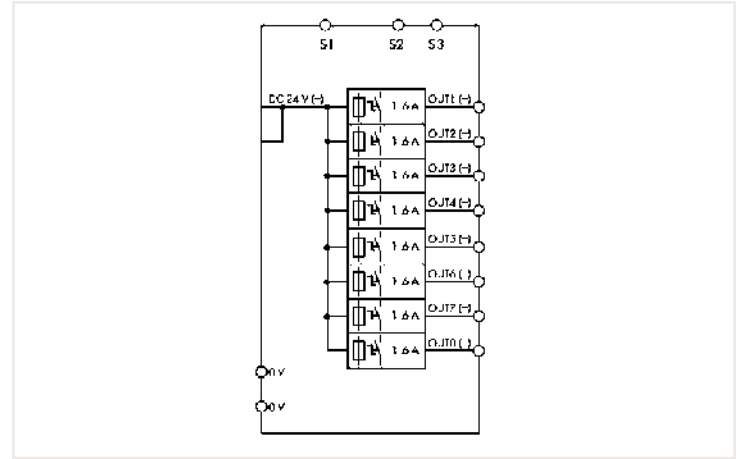 S1 S2 S3
DC 24 V (+) 1.6A OUT1 (+)
1.6A OUT2 (+)
1.6A OUT3 (+)
1.6A OUT4 (+)
1.6A OUT5 (+)
1.6A OUT6 (+)
1.6A OUT7 (+)
1.6A OUT8 (+)
0 V
0 V